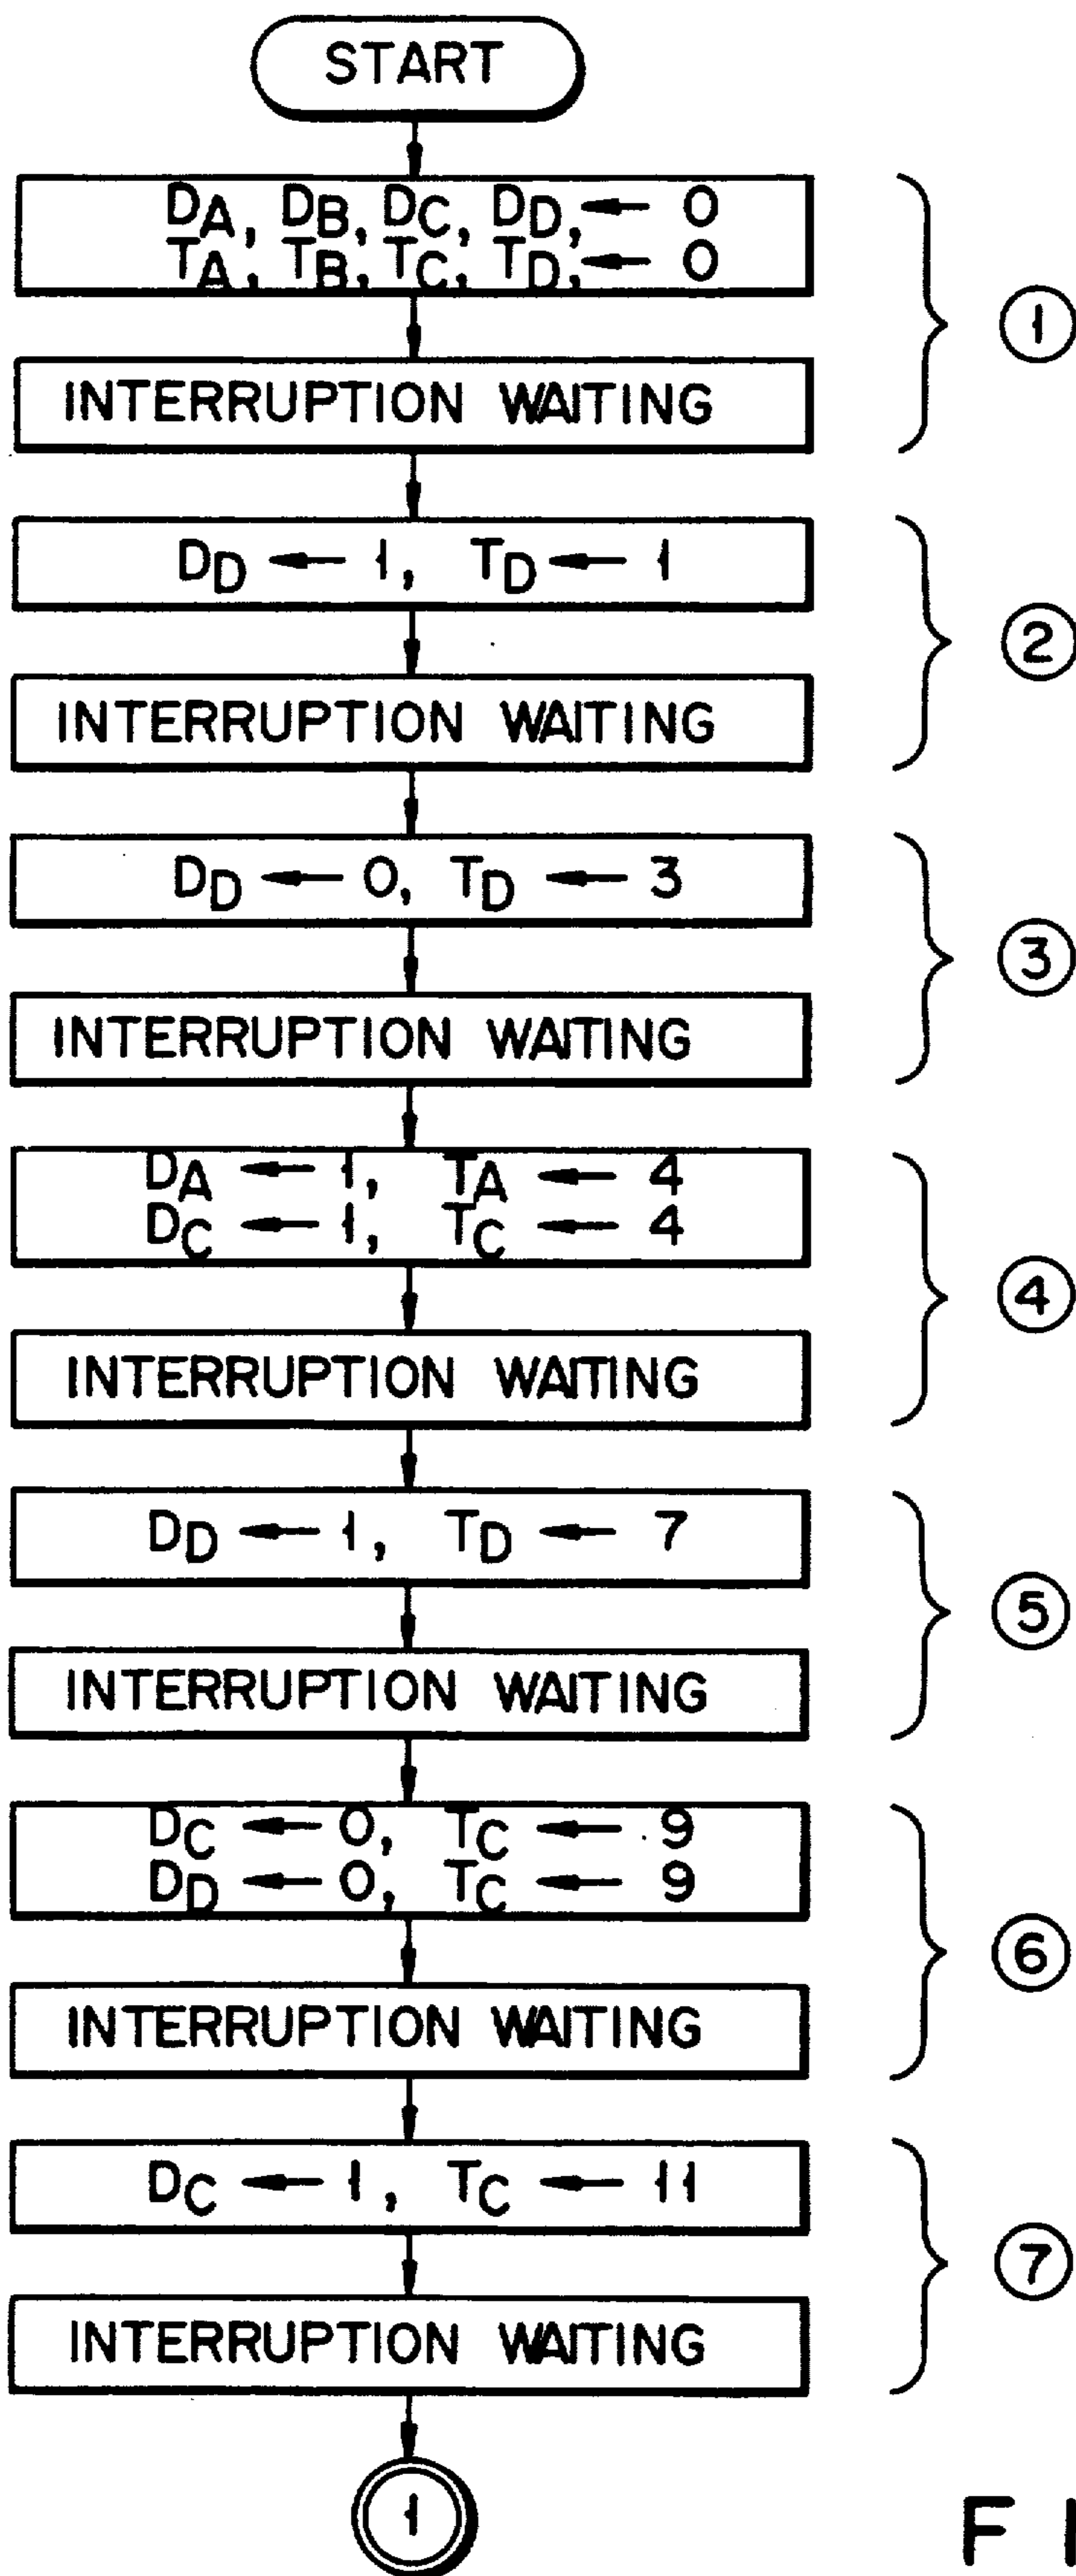 START
DA, DB, DC, DD, ← 0
TA, TB, TC, TD, ← 0
①
INTERRUPTION WAITING
DD ← 1, TD ← 1
②
INTERRUPTION WAITING
DD ← 0, TD ← 3
③
INTERRUPTION WAITING
DA ← 1, TA ← 4
DC ← 1, TC ← 4
④
INTERRUPTION WAITING
DD ← 1, TD ← 7
⑤
INTERRUPTION WAITING
DC ← 0, TC ← 9
DD ← 0, TC ← 9
⑥
INTERRUPTION WAITING
DC ← 1, TC ← 11
⑦
INTERRUPTION WAITING
1
F I